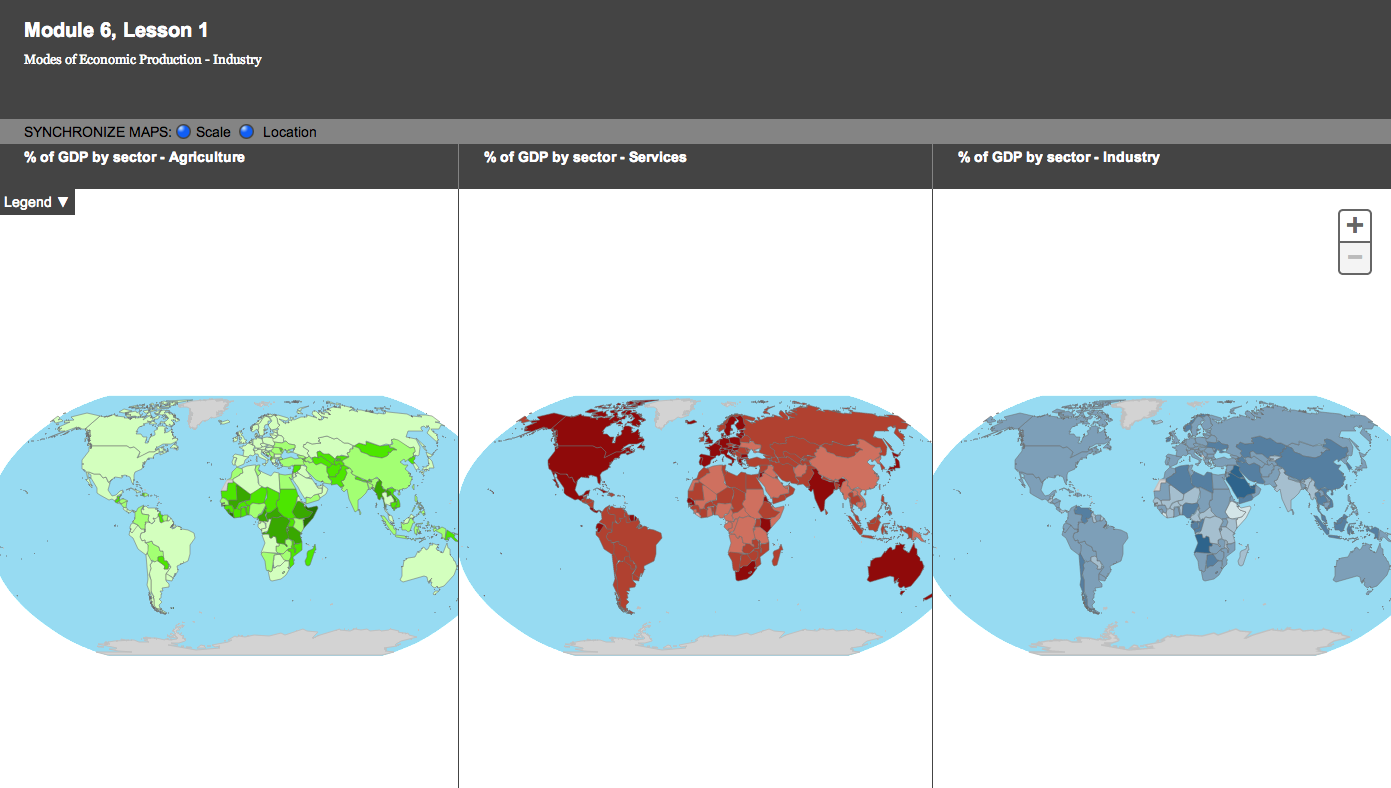 Module 6, Lesson 1
Modes of Economic Production - Industry
SYNCHRONIZE MAPS: Scale Location
% of GDP by sector - Agriculture
% of GDP by sector - Services
% of GDP by sector - Industry
Legend ▼
+
−